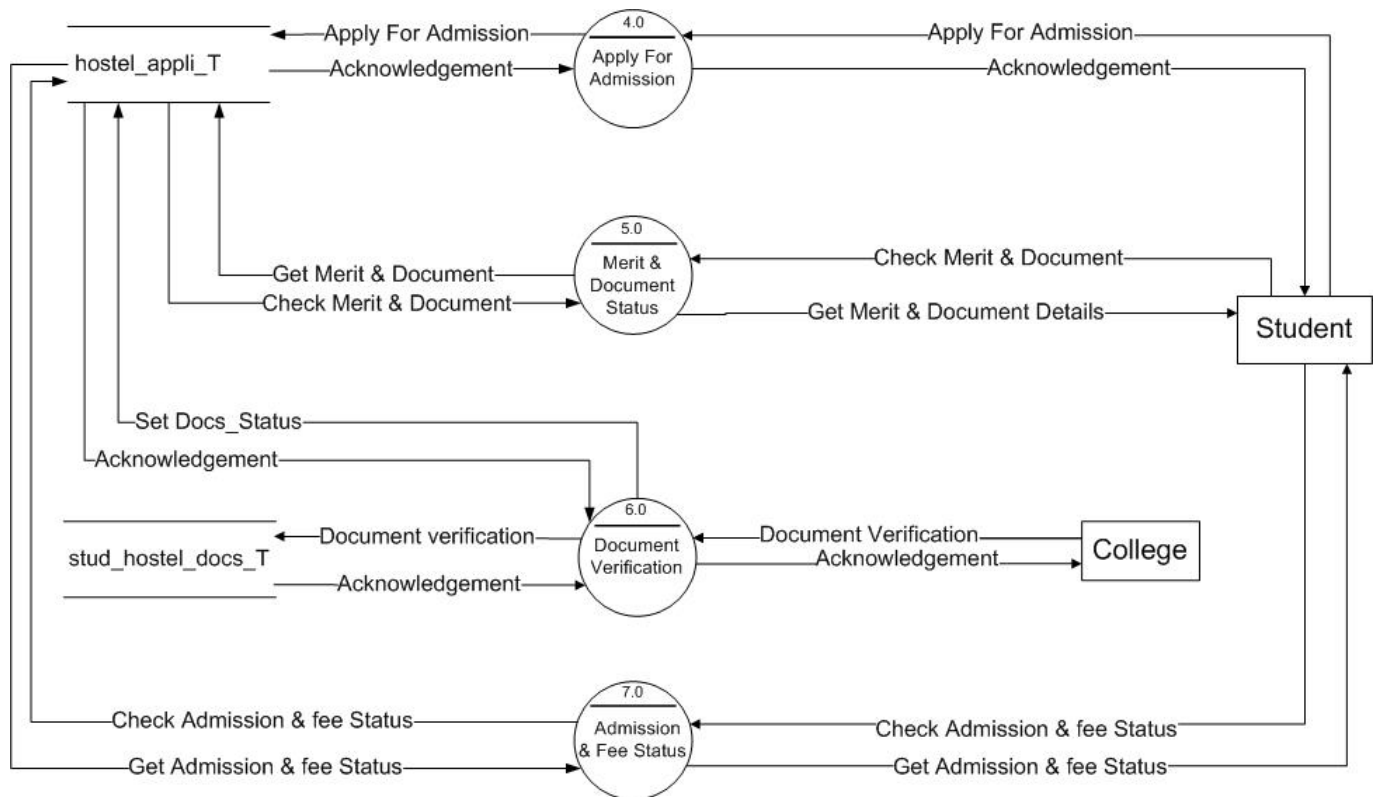 4.0
Apply For Admission
Apply For Admission
hostel_appli_T
Apply For
Admission
Acknowledgement
Acknowledgement
5.0
Get Merit & Document
Check Merit & Document
Merit &
Document
Status
Check Merit & Document
Get Merit & Document Details
Student
Set Docs_Status
Acknowledgement
6.0
Document verification
Document
Verification
Document Verification
Acknowledgement
College
stud_hostel_docs_T
Acknowledgement
7.0
Check Admission & fee Status
Admission
& Fee Status
Check Admission & fee Status
Get Admission & fee Status
Get Admission & fee Status